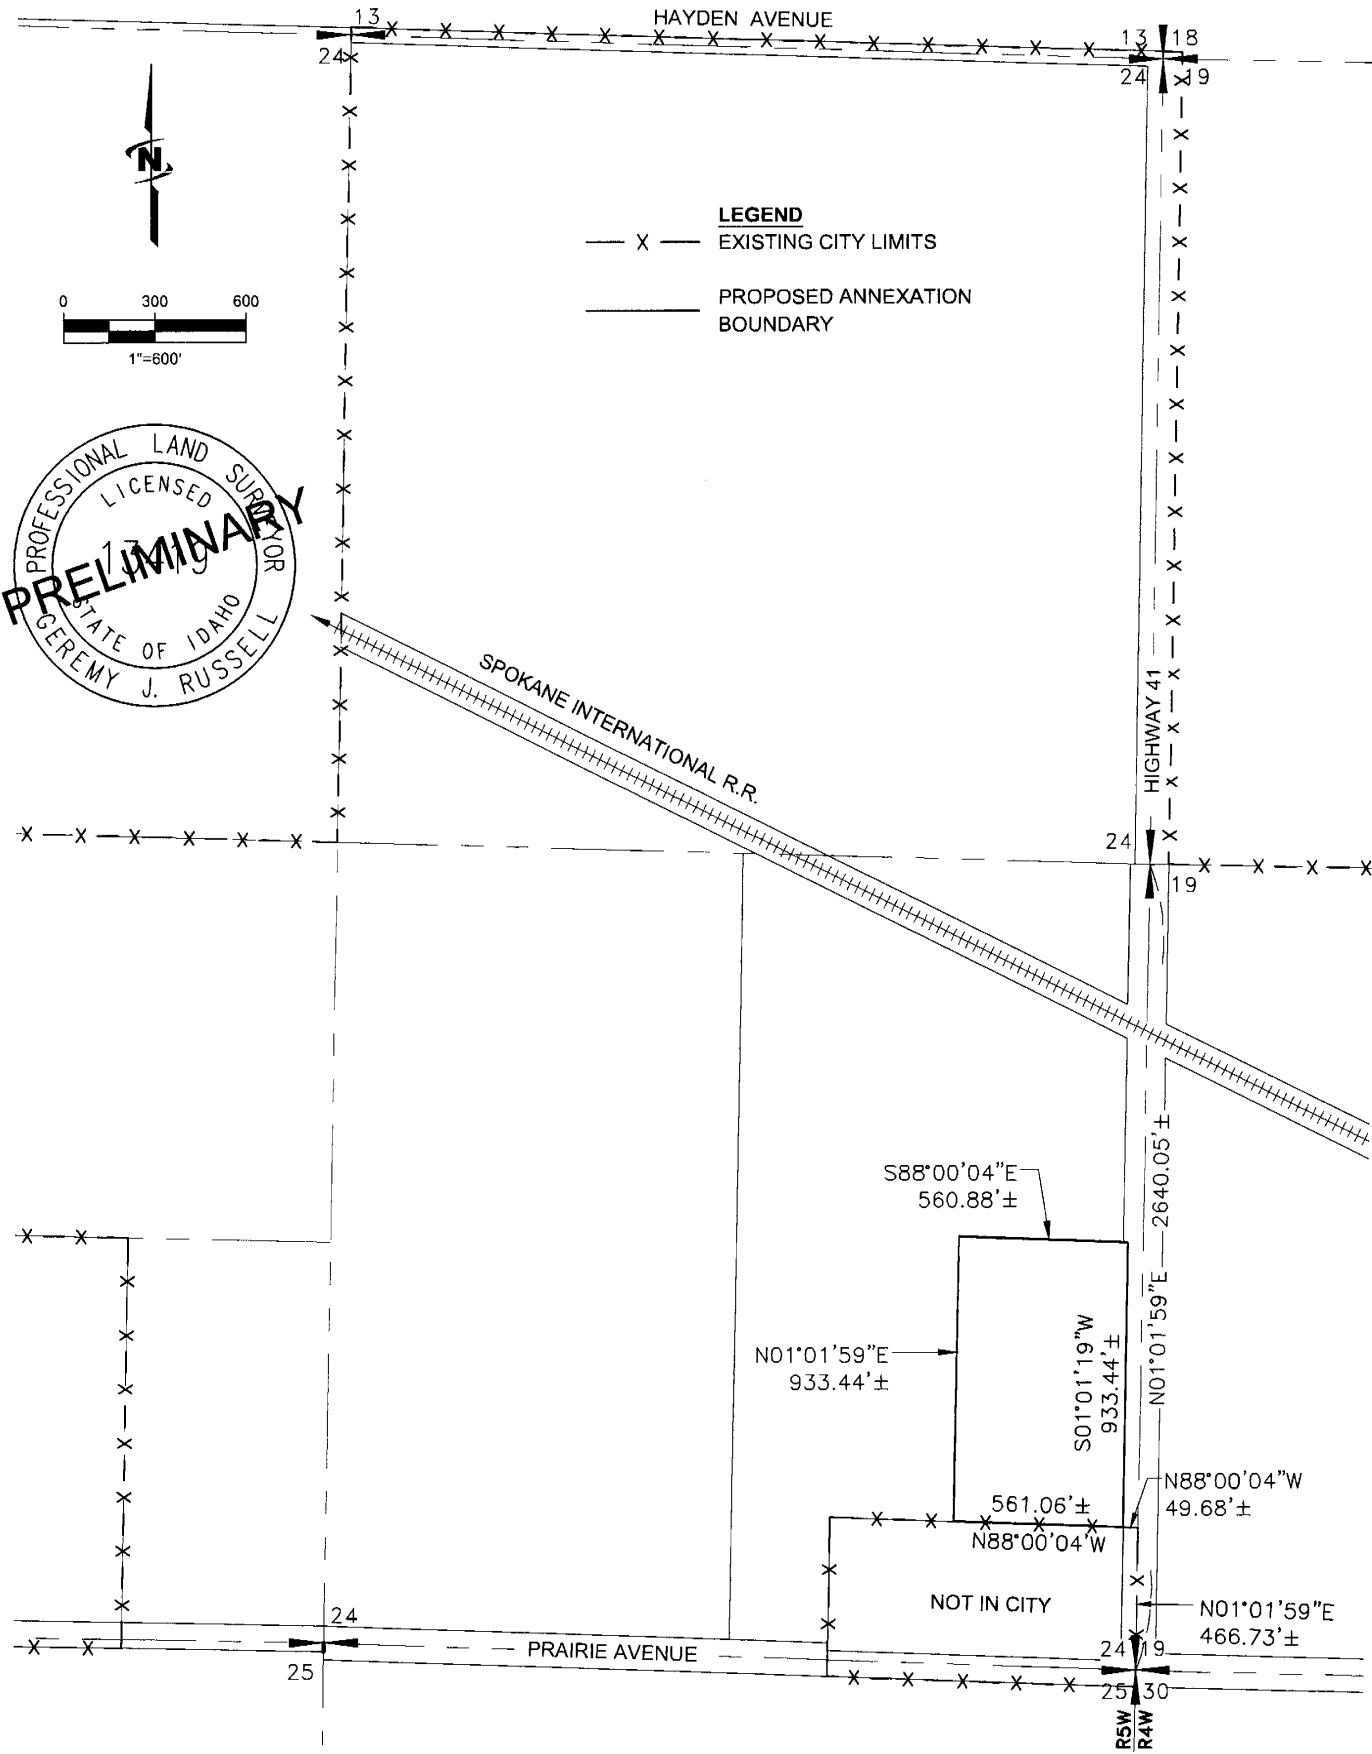 HAYDEN AVENUE
13
24
13 18
24 19
N
LEGEND
— X — EXISTING CITY LIMITS
PROPOSED ANNEXATION
BOUNDARY
0 300 600
1"=600'
PROFESSIONAL LAND SURVEYOR
LICENSED
PRELIMINARY
STATE OF IDAHO
GEREMY J. RUSSELL
SPOKANE INTERNATIONAL R.R.
HIGHWAY 41
24
19
S88°00'04"E
560.88'±
N01°01'59"E 2640.05'±
N01°01'59"E
933.44'±
S01°01'19"W
933.44'±
N88°00'04"W
49.68'±
561.06'±
N88°00'04'W
NOT IN CITY
N01°01'59"E
466.73'±
24
25
PRAIRIE AVENUE
24 19
25 30
R5W
R4W